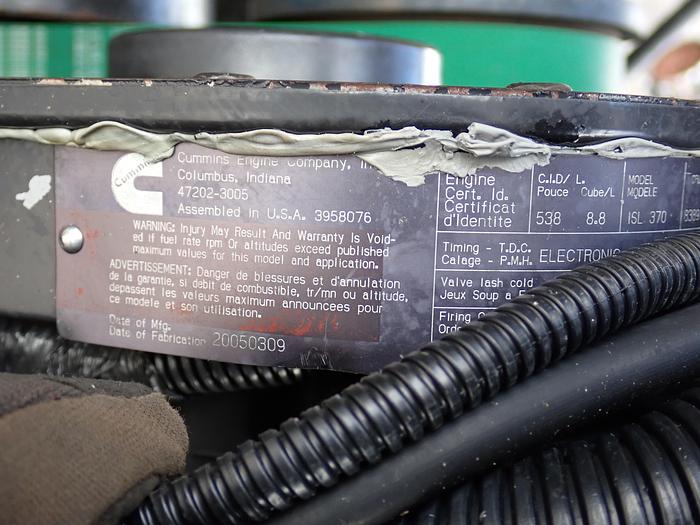 Cummins
Cummins Engine Company,
Columbus, Indiana
47202-3005
Assembled in U.S.A. 3958076
WARNING: Injury May Result And Warranty Is Void-
ed if fuel rate rpm Or altitudes exceed published
maximum values for this model and application.
ADVERTISSEMENT: Danger de blessures et d'annulation
de la garantie, si debit de combustible, tr/mn ou altitude,
depassant les valeurs maximum annoncees pour
ce modele et son utilisation.
Date of Mfg.
Date of Fabrication 20050309
Engine
Cert. Id.
Certificat
d'Identite
C.I.D/ L.
Pouce Cube/L
538 8.8
MODEL
MODELE
ISL 370
Timing - T.D.C.
Calage - P.M.H. ELECTRONIC
Valve lash cold
Jeux Soup a
Firing